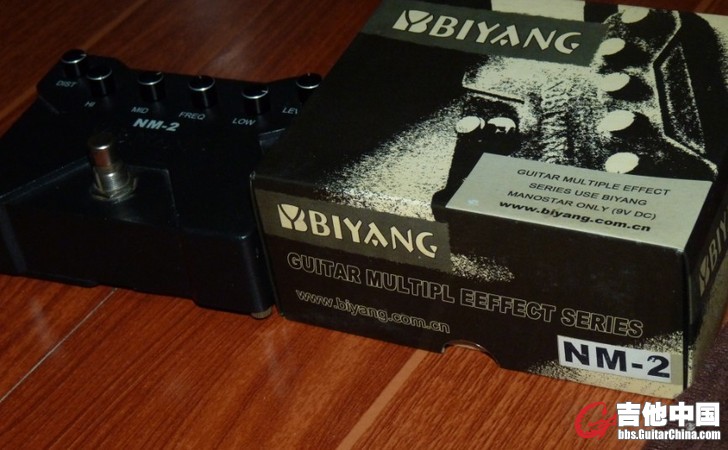 BIYANG
DIST
HI
MID
FREQ
LOW
NM-2
GUITAR MULTIPLE EFFECT
SERIES USE BIYANG
MANOSTAR ONLY (9V DC)
www.biyang.com.cn
BIYANG
GUITAR MULTIPL EEFFECT SERIES
www.biyang.com.cn
NM-2
吉他中国
bbs.GuitarChina.com